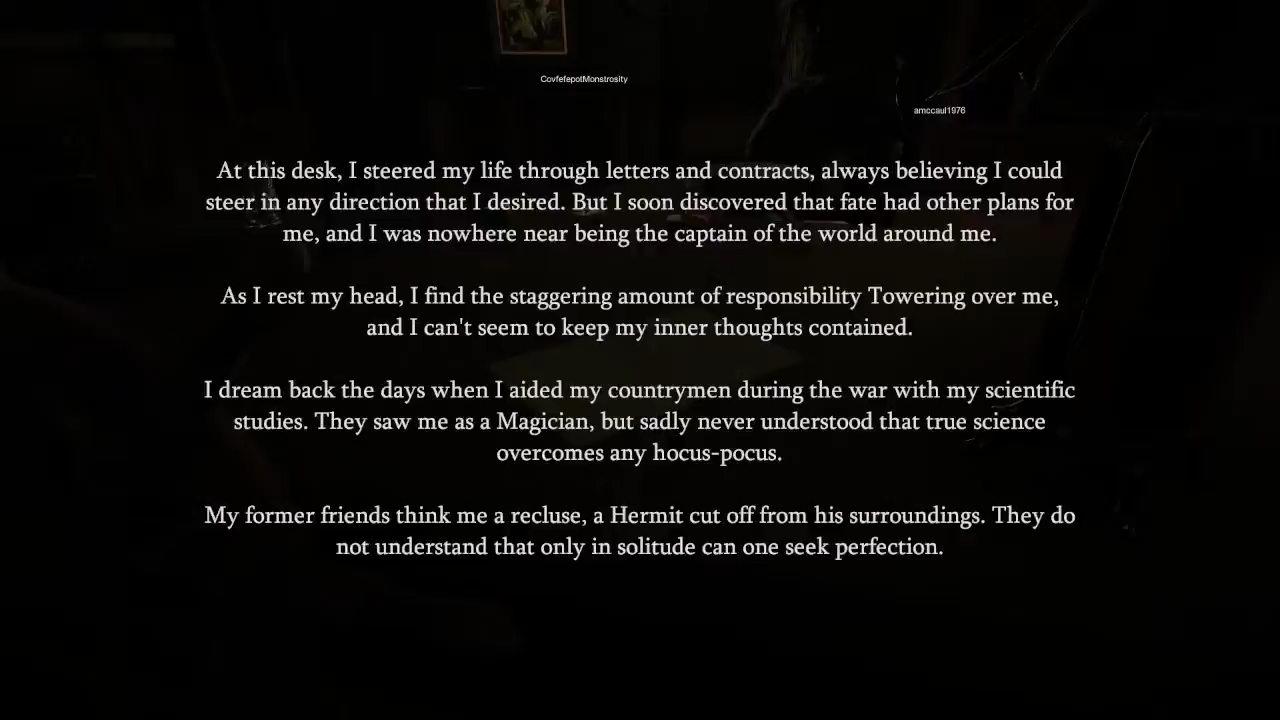 CovfefepotMonstrosity
amccaul1976
At this desk, I steered my life through letters and contracts, always believing I could
steer in any direction that I desired. But I soon discovered that fate had other plans for
me, and I was nowhere near being the captain of the world around me.
As I rest my head, I find the staggering amount of responsibility Towering over me,
and I can't seem to keep my inner thoughts contained.
I dream back the days when I aided my countrymen during the war with my scientific
studies. They saw me as a Magician, but sadly never understood that true science
overcomes any hocus-pocus.
My former friends think me a recluse, a Hermit cut off from his surroundings. They do
not understand that only in solitude can one seek perfection.